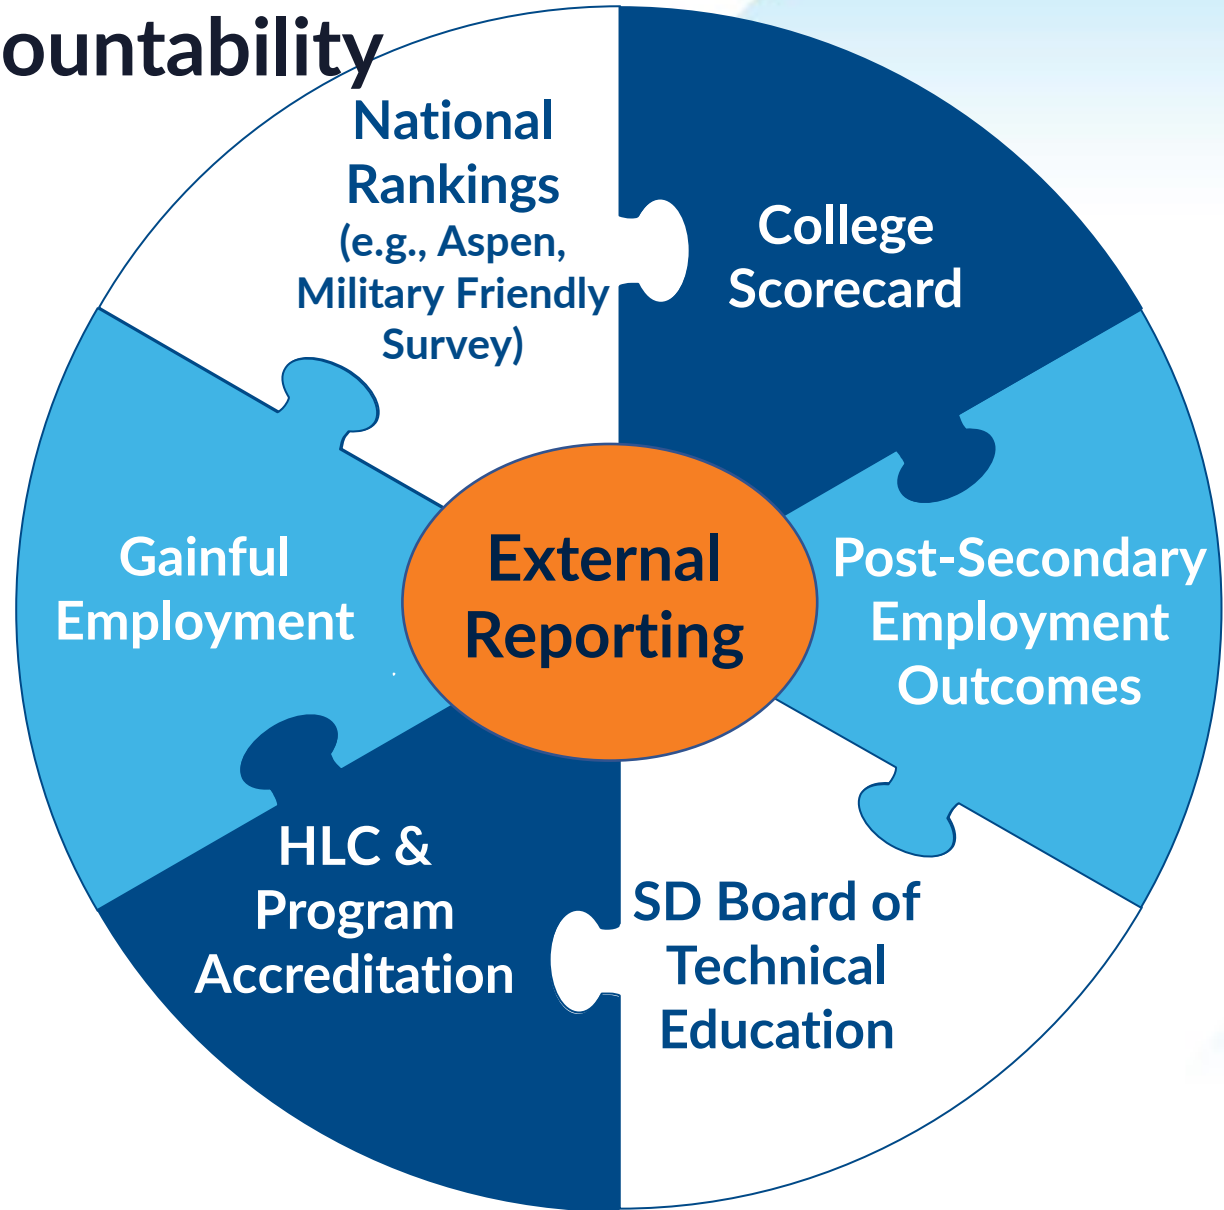 ountability
National
Rankings
(e.g., Aspen,
Military Friendly
Survey)
College
Scorecard
Gainful
Employment
External
Reporting
Post-Secondary
Employment
Outcomes
HLC &
Program
Accreditation
SD Board of
Technical
Education